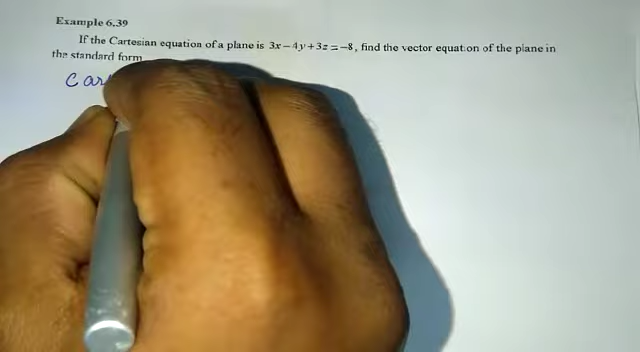 Example 6.39
If the Cartesian equation of a plane is 3x−4y+3z=−8, find the vector equation of the plane in
the standard form
Car